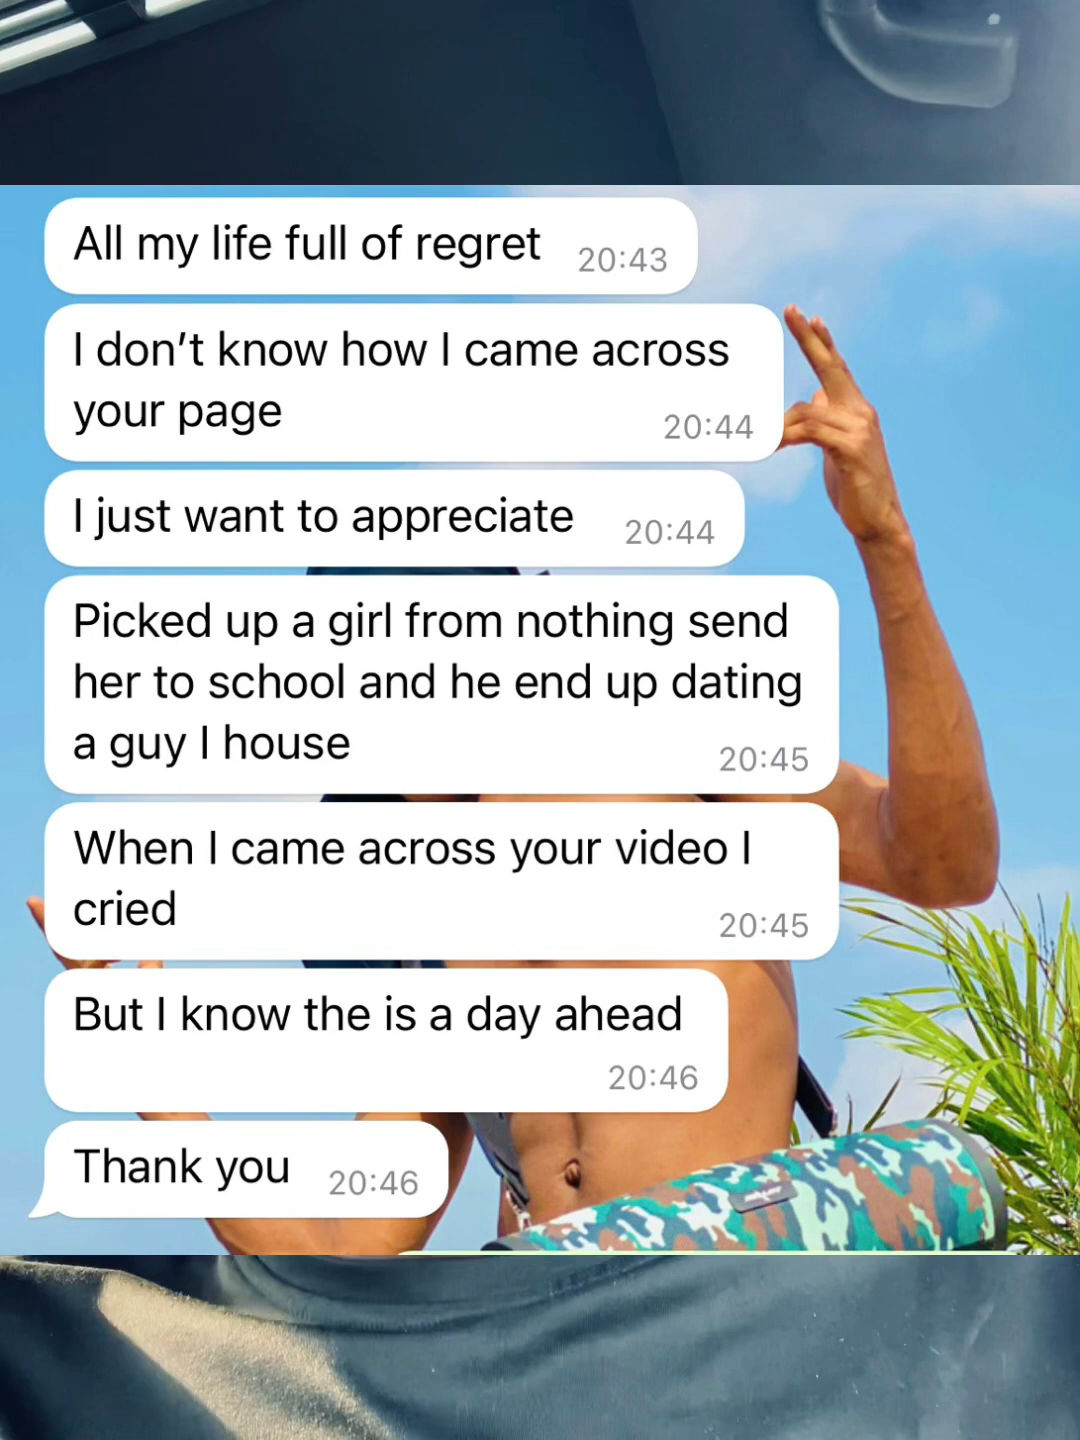 All my life full of regret 20:43
I don’t know how I came across
your page 20:44
I just want to appreciate 20:44
Picked up a girl from nothing send
her to school and he end up dating
a guy I house 20:45
When I came across your video I
cried 20:45
But I know the is a day ahead
20:46
Thank you 20:46